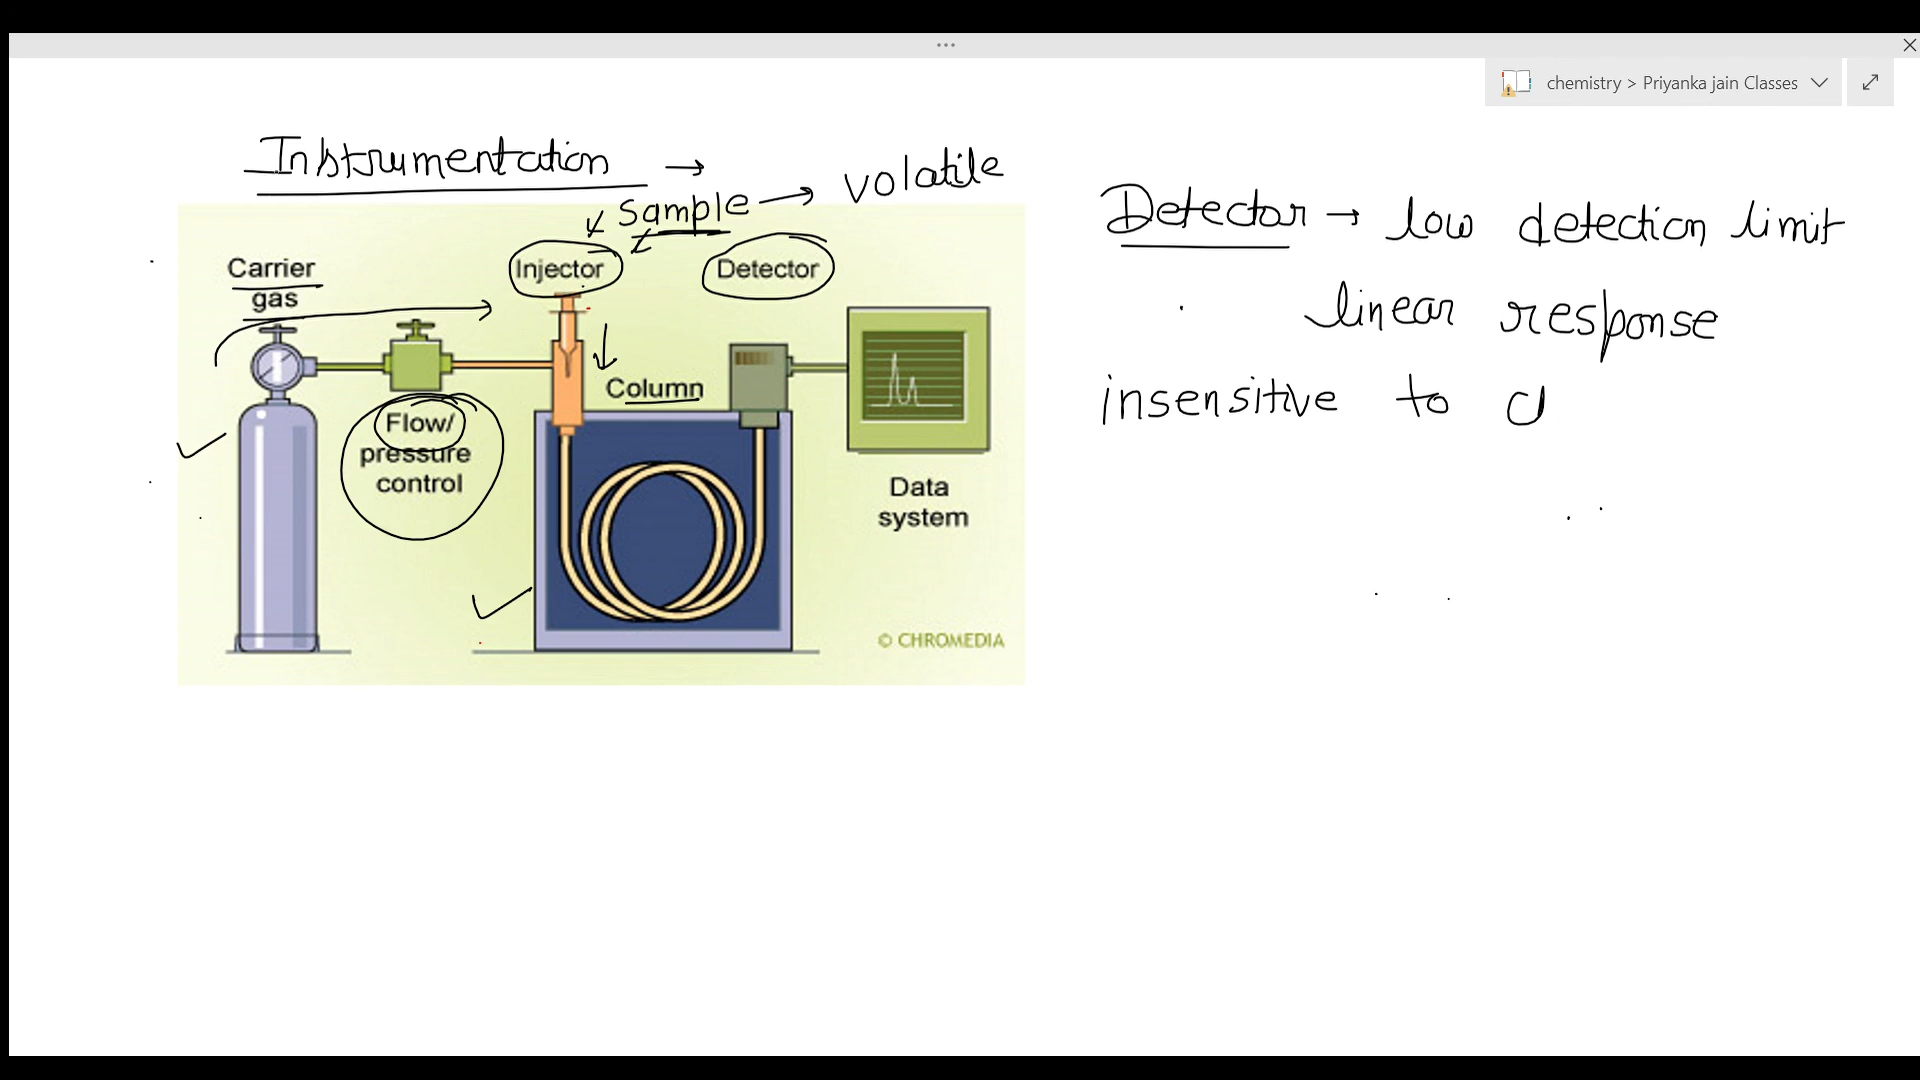 chemistry > Priyanka jain Classes
Instrumentation →
Sample → volatile
Carrier
gas
Injector
Detector
Column
Flow/
pressure
control
Data
system
© CHROMEDIA
Detector → low detection limit
linear response
insensitive to